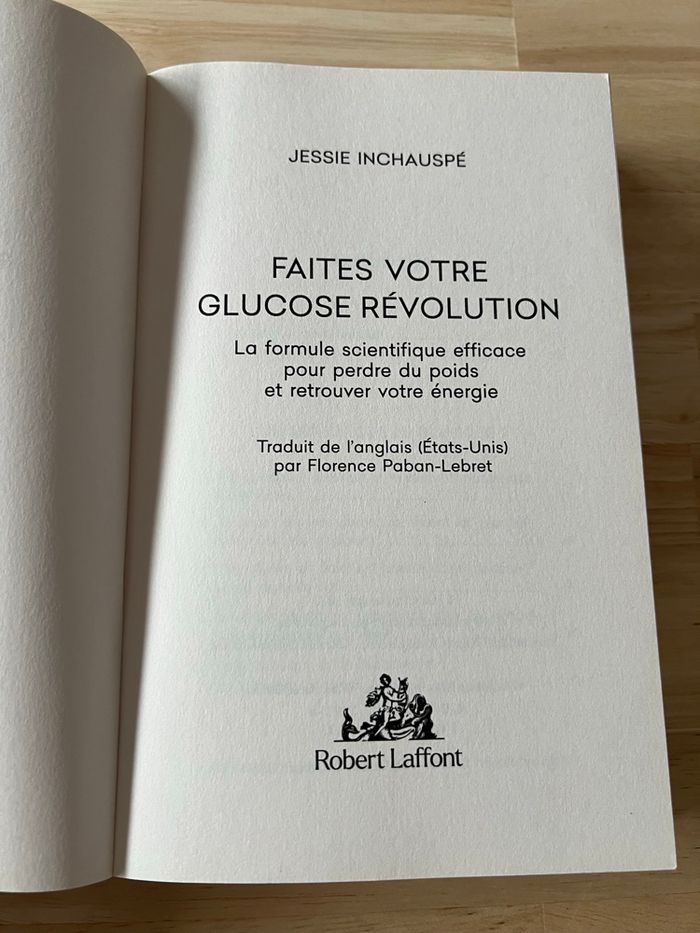 JESSIE INCHAUSPÉ
FAITES VOTRE
GLUCOSE RÉVOLUTION
La formule scientifique efficace
pour perdre du poids
et retrouver votre énergie
Traduit de l'anglais (États-Unis)
par Florence Paban-Lebret
Robert Laffont